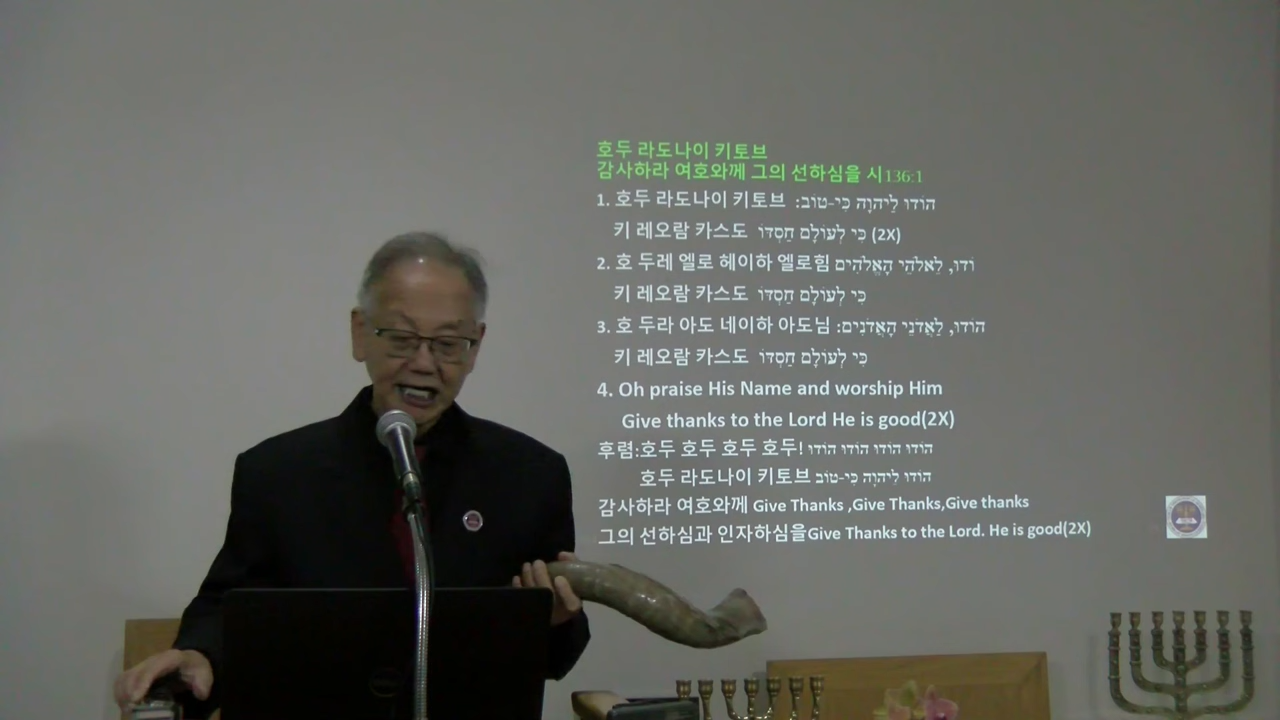 호두 라도나이 키토브
감사하라 여호와께 그의 선하심을 시136:1
1. 호두 라도나이 키토브 :הוֹדוּ לַיהוָה כִּי-טוֹב
키 레오람 카스도 כִּי לְעוֹלָם חַסְדּוֹ (2X)
2. 호 두레 엘로 헤이하 엘로힘 וֹדוּ, לֵאלֹהֵי הָאֱלֹהִים
키 레오람 카스도 כִּי לְעוֹלָם חַסְדּוֹ
3. 호 두라 아도 네이하 아도님 :הוֹדוּ, לַאֲדֹנֵי הָאֲדֹנִים
키 레오람 카스도 כִּי לְעוֹלָם חַסְדּוֹ
4. Oh praise His Name and worship Him
Give thanks to the Lord He is good(2X)
후렴:호두 호두 호두 호두! הוֹדוּ הוֹדוּ הוֹדוּ הוֹדוּ
호두 라도나이 키토브 הוֹדוּ לַיהוָה כִּי-טוֹב
감사하라 여호와께 Give Thanks ,Give Thanks,Give thanks
그의 선하심과 인자하심을Give Thanks to the Lord. He is good(2X)